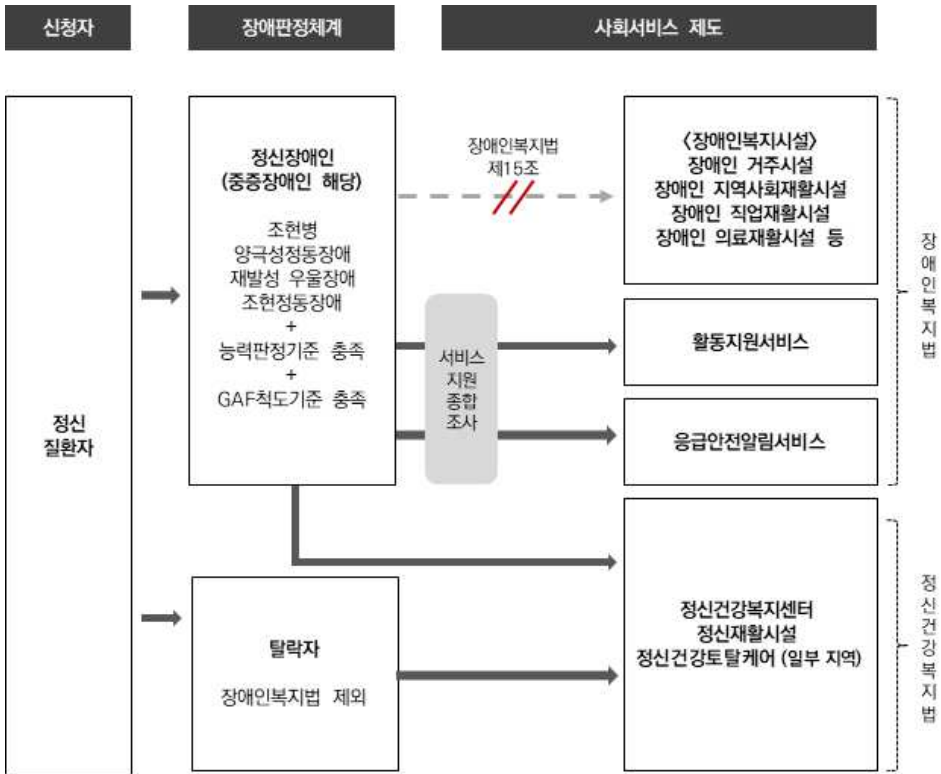 신청자
장애판정체계
사회서비스 제도
정신
질환자
정신장애인
(중증장애인 해당)
조현병
양극성정동장애
재발성 우울장애
조현정동장애
+
능력판정기준 충족
+
GAF척도기준 충족
탈락자
장애인복지법 제외
장애인복지법
제15조
서비스
지원
종합
조사
〈장애인복지시설〉
장애인 거주시설
장애인 지역사회재활시설
장애인 직업재활시설
장애인 의료재활시설 등
활동지원서비스
응급안전알림서비스
정신건강복지센터
정신재활시설
정신건강토탈케어 (일부 지역)
장
애
인
복
지
법
정
신
건
강
복
지
법